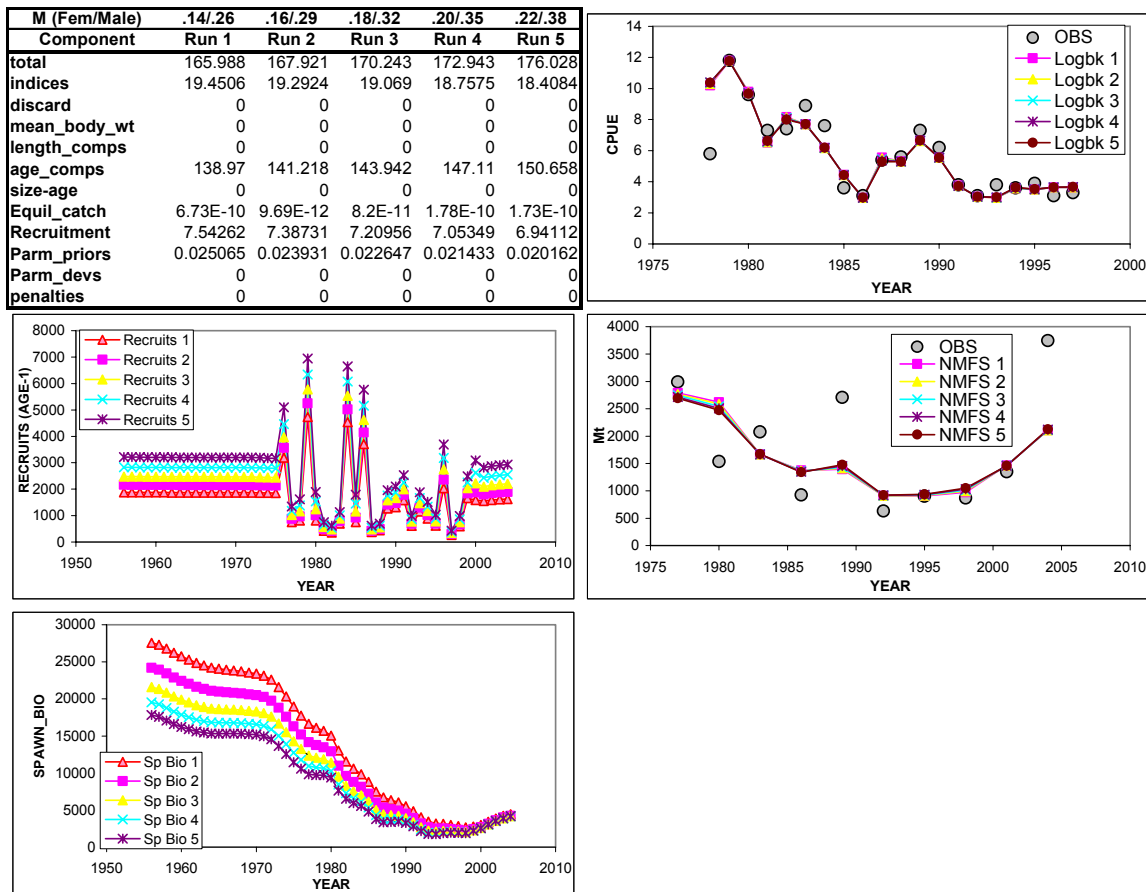 M (Fem/Male) .14/.26 .16/.29 .18/.32 .20/.35 .22/.38
Component Run 1 Run 2 Run 3 Run 4 Run 5
total 165.988 167.921 170.243 172.943 176.028
indices 19.4506 19.2924 19.069 18.7575 18.4084
discard 0 0 0 0 0
mean_body_wt 0 0 0 0 0
length_comps 0 0 0 0 0
age_comps 138.97 141.218 143.942 147.11 150.658
size-age 0 0 0 0 0
Equil_catch 6.73E-10 9.69E-12 8.2E-11 1.78E-10 1.73E-10
Recruitment 7.54262 7.38731 7.20956 7.05349 6.94112
Parm_priors 0.025065 0.023931 0.022647 0.021433 0.020162
Parm_devs 0 0 0 0 0
penalties 0 0 0 0 0
14
12
10
8
6
4
2
0
CPUE
OBS
Logbk 1
Logbk 2
Logbk 3
Logbk 4
Logbk 5
1975 1980 1985 1990 1995 2000
YEAR
8000
7000
6000
5000
4000
3000
2000
1000
0
RECRUITS (AGE-1)
Recruits 1
Recruits 2
Recruits 3
Recruits 4
Recruits 5
1950 1960 1970 1980 1990 2000 2010
YEAR
4000
3500
3000
2500
2000
1500
1000
500
0
Mt
OBS
NMFS 1
NMFS 2
NMFS 3
NMFS 4
NMFS 5
1975 1980 1985 1990 1995 2000 2005 2010
YEAR
30000
25000
20000
15000
10000
5000
0
SPAWN_BIO
Sp Bio 1
Sp Bio 2
Sp Bio 3
Sp Bio 4
Sp Bio 5
1950 1960 1970 1980 1990 2000 2010
YEAR